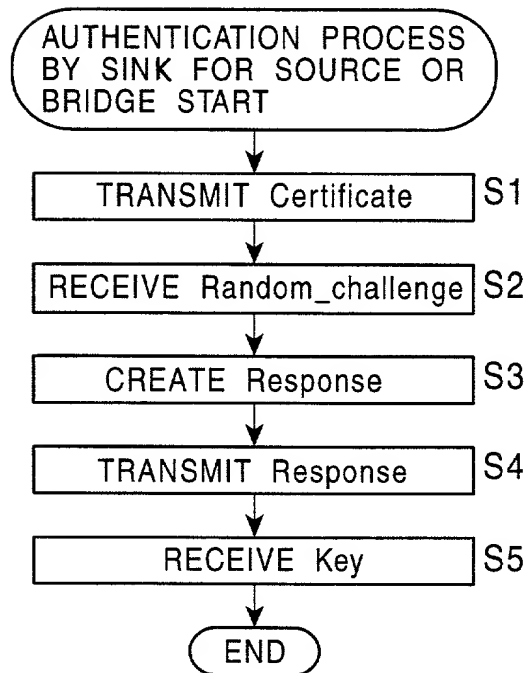 AUTHENTICATION PROCESS
BY SINK FOR SOURCE OR
BRIDGE START
TRANSMIT Certificate S1
RECEIVE Random_challenge S2
CREATE Response S3
TRANSMIT Response S4
RECEIVE Key S5
END